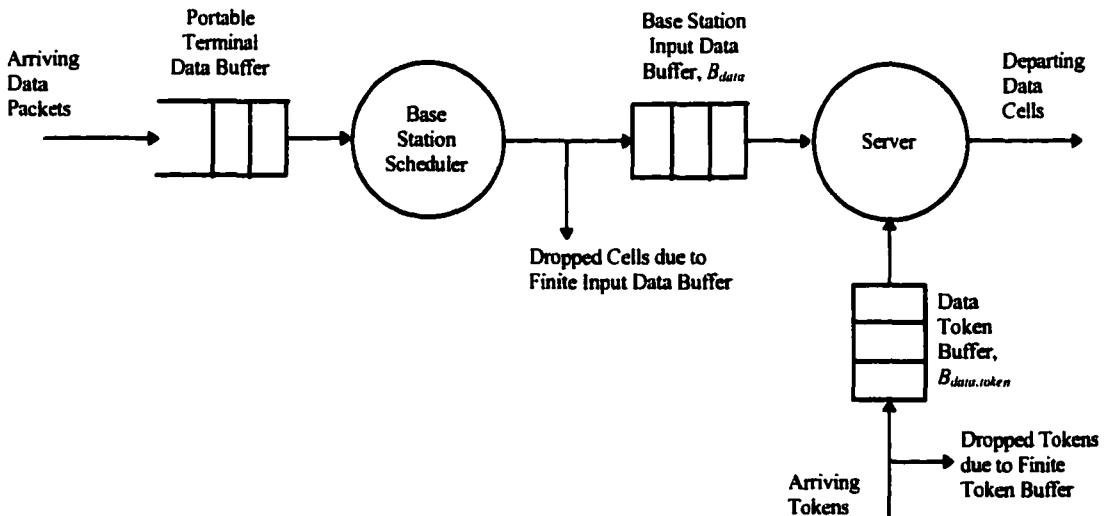 Portable
Terminal
Data Buffer
Arriving
Data
Packets
Base
Station
Scheduler
Base Station
Input Data
Buffer, B_data
Server
Departing
Data
Cells
Dropped Cells due to
Finite Input Data Buffer
Data
Token
Buffer,
B_data,token
Arriving
Tokens
Dropped Tokens
due to Finite
Token Buffer